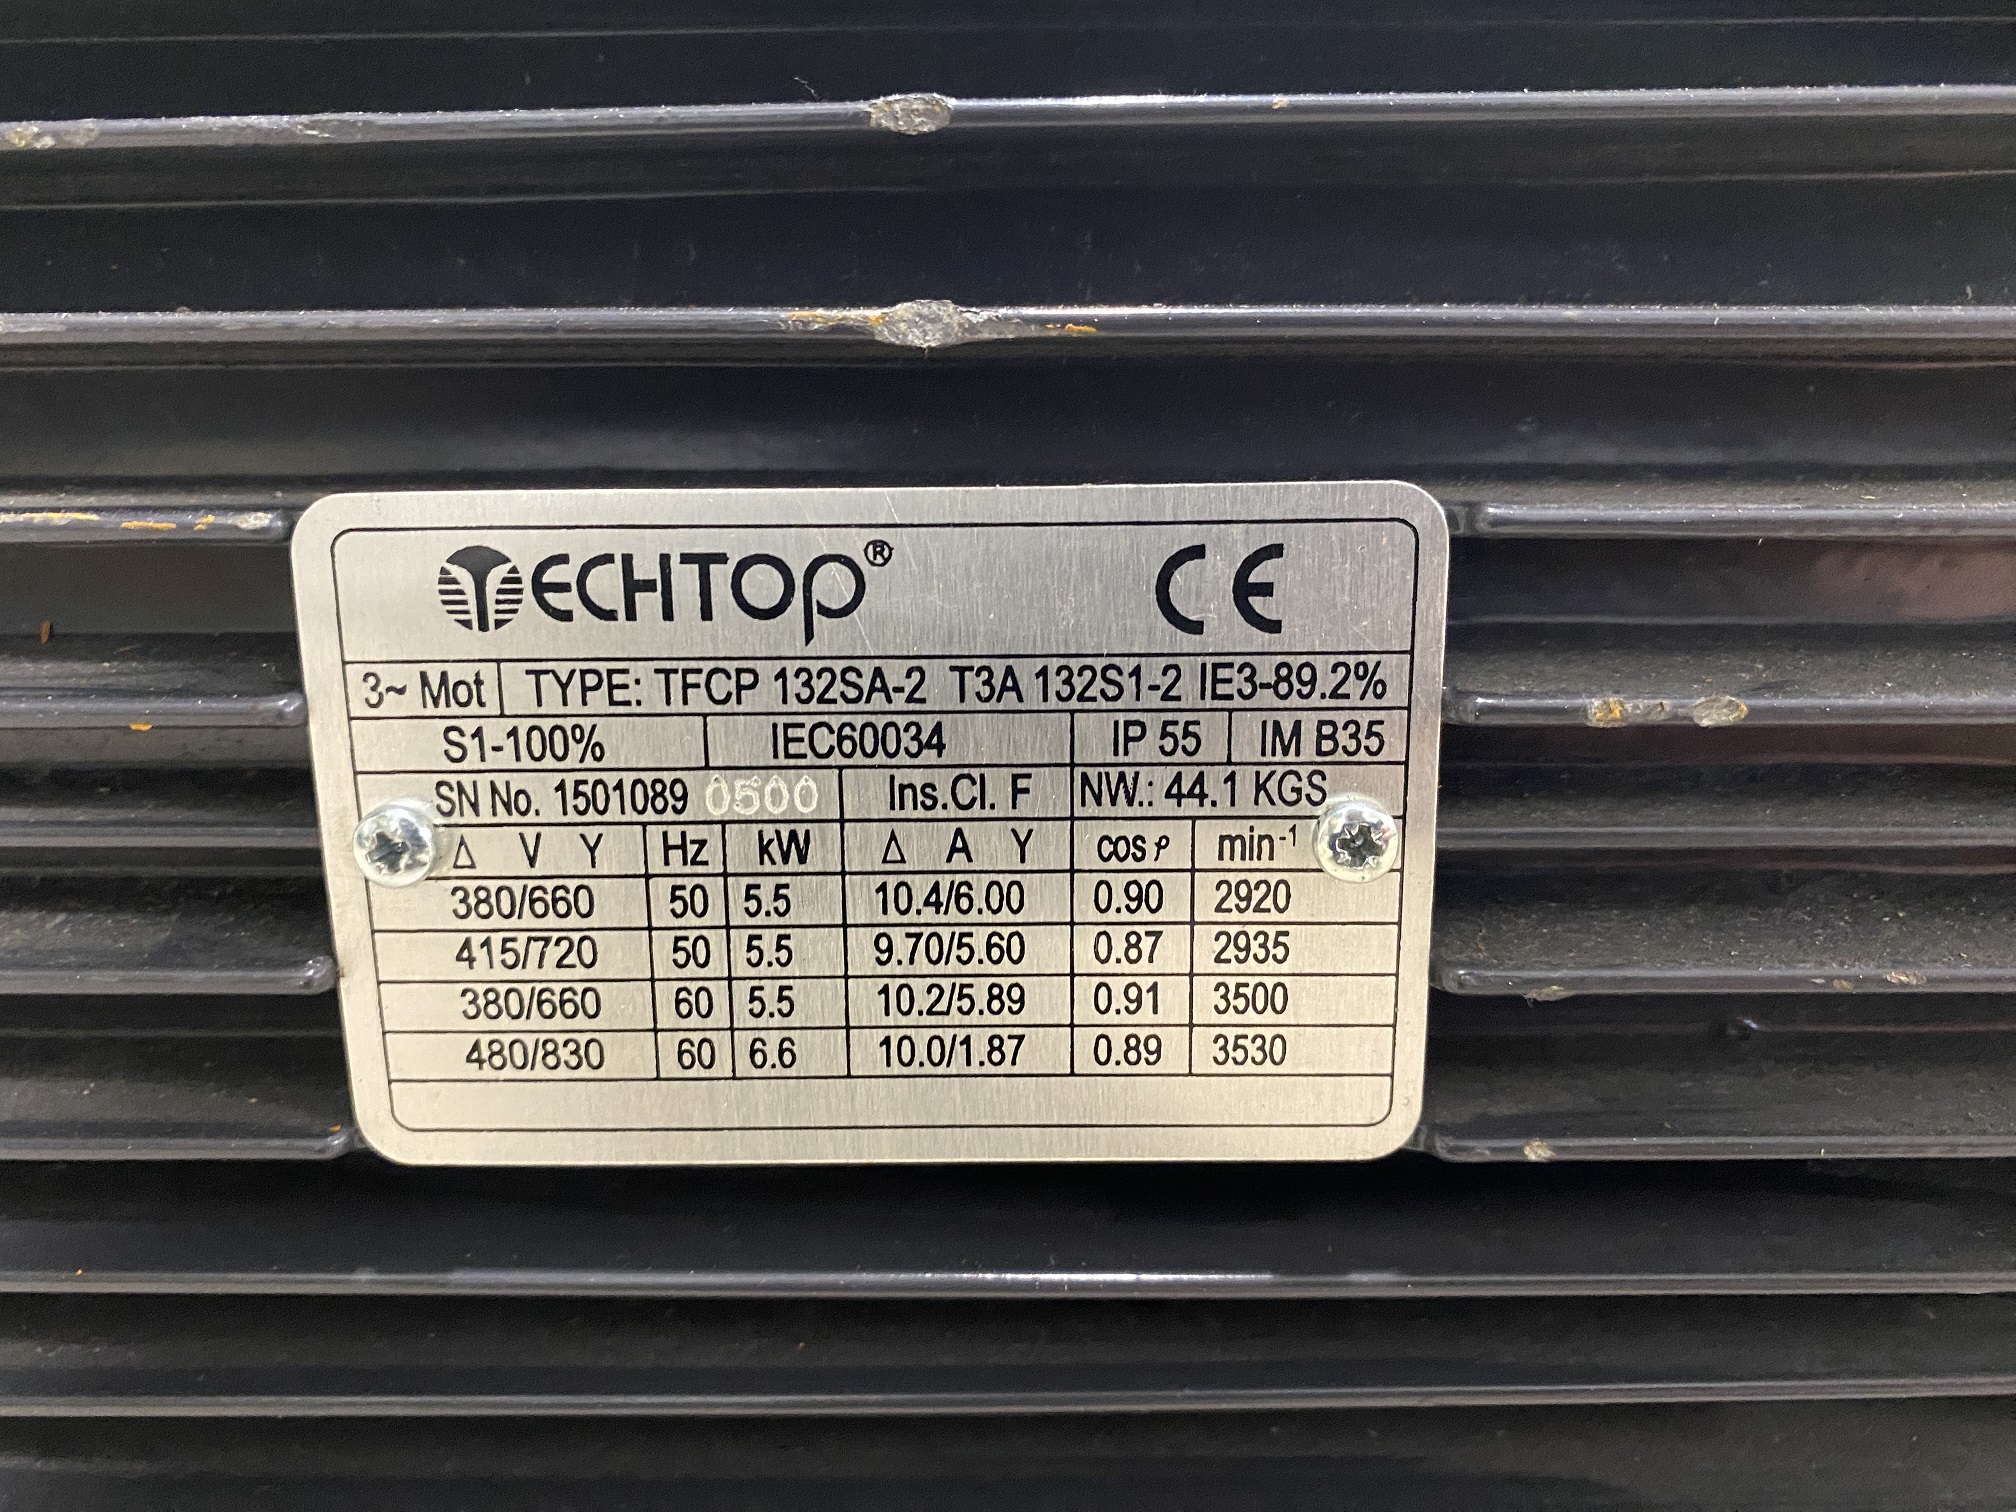 TECHTOP®
CE
3~ Mot TYPE: TFCP 132SA-2 T3A 132S1-2 IE3-89.2%
S1-100% IEC60034 IP 55 IM B35
SN No. 1501089 0500 Ins.Cl. F NW.: 44.1 KGS
Δ V Y Hz kW Δ A Y cos φ min-1
380/660 50 5.5 10.4/6.00 0.90 2920
415/720 50 5.5 9.70/5.60 0.87 2935
380/660 60 5.5 10.2/5.89 0.91 3500
480/830 60 6.6 10.0/1.87 0.89 3530